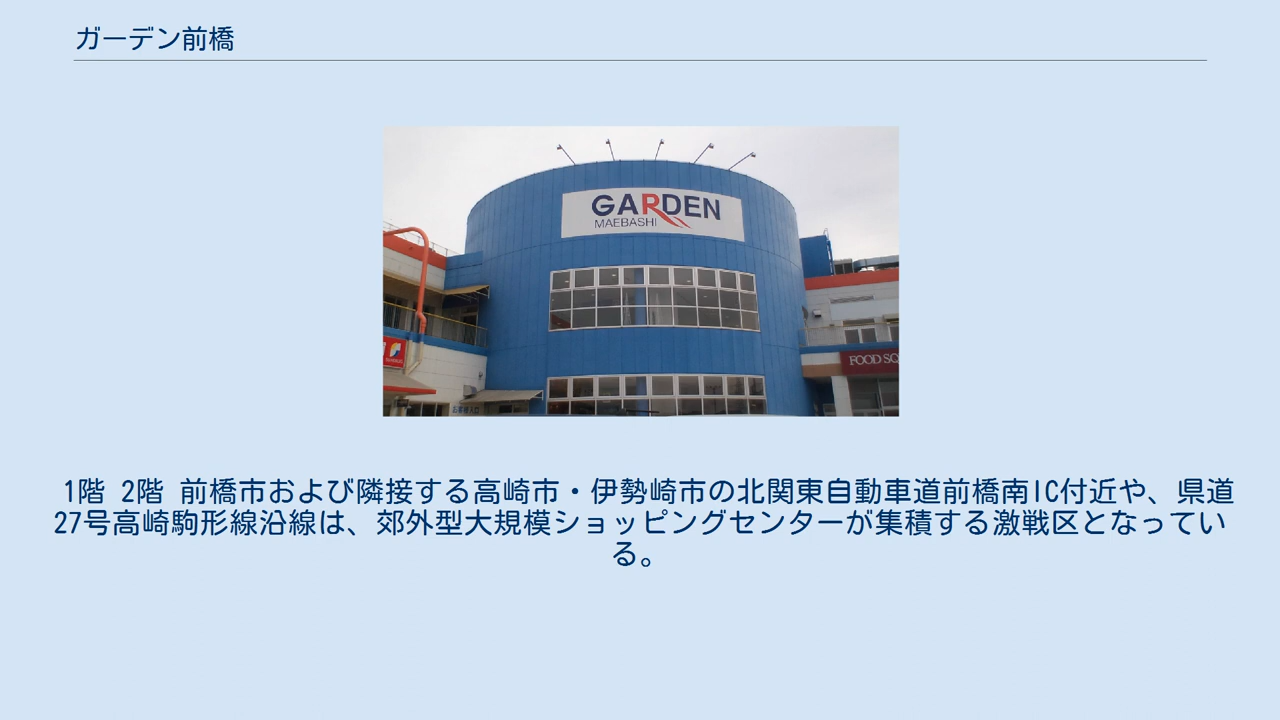 ガーデン前橋
GARDEN
MAEBASHI
FOOD SQ
1階 2階 前橋市および隣接する高崎市・伊勢崎市の北関東自動車道前橋南IC付近や、県道
27号高崎駒形線沿線は、郊外型大規模ショッピングセンターが集積する激戦区となってい
る。